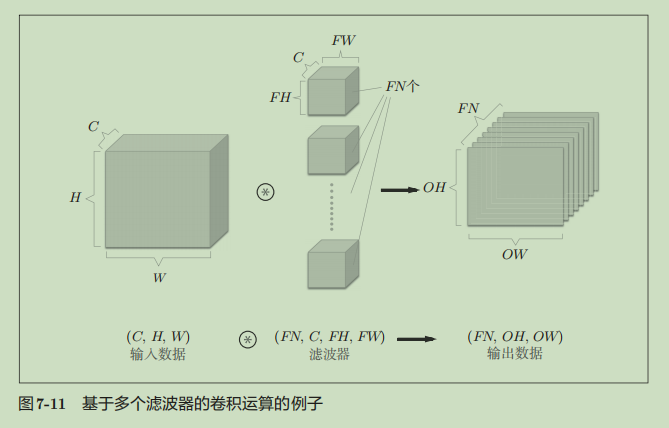 FW
C
FH
FN个
FN
C
H
OH
W
OW
(C, H, W)
(FN, C, FH, FW)
(FN, OH, OW)
输入数据
滤波器
输出数据
图7-11 基于多个滤波器的卷积运算的例子